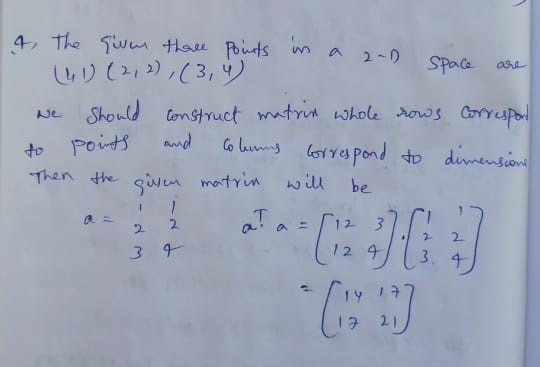 4, The given three Points in a 2-D Space are
(1,1) (2,2), (3,4)
we should construct matrix whole rows correspond
to points and Colums correspond to dimensions
Then the given matrix will be
a = 1 1 2 2 3 4 aT. a = [1 2 3 1 2 4] . [1 1 2 2 3 4]
= [14 17 17 21]